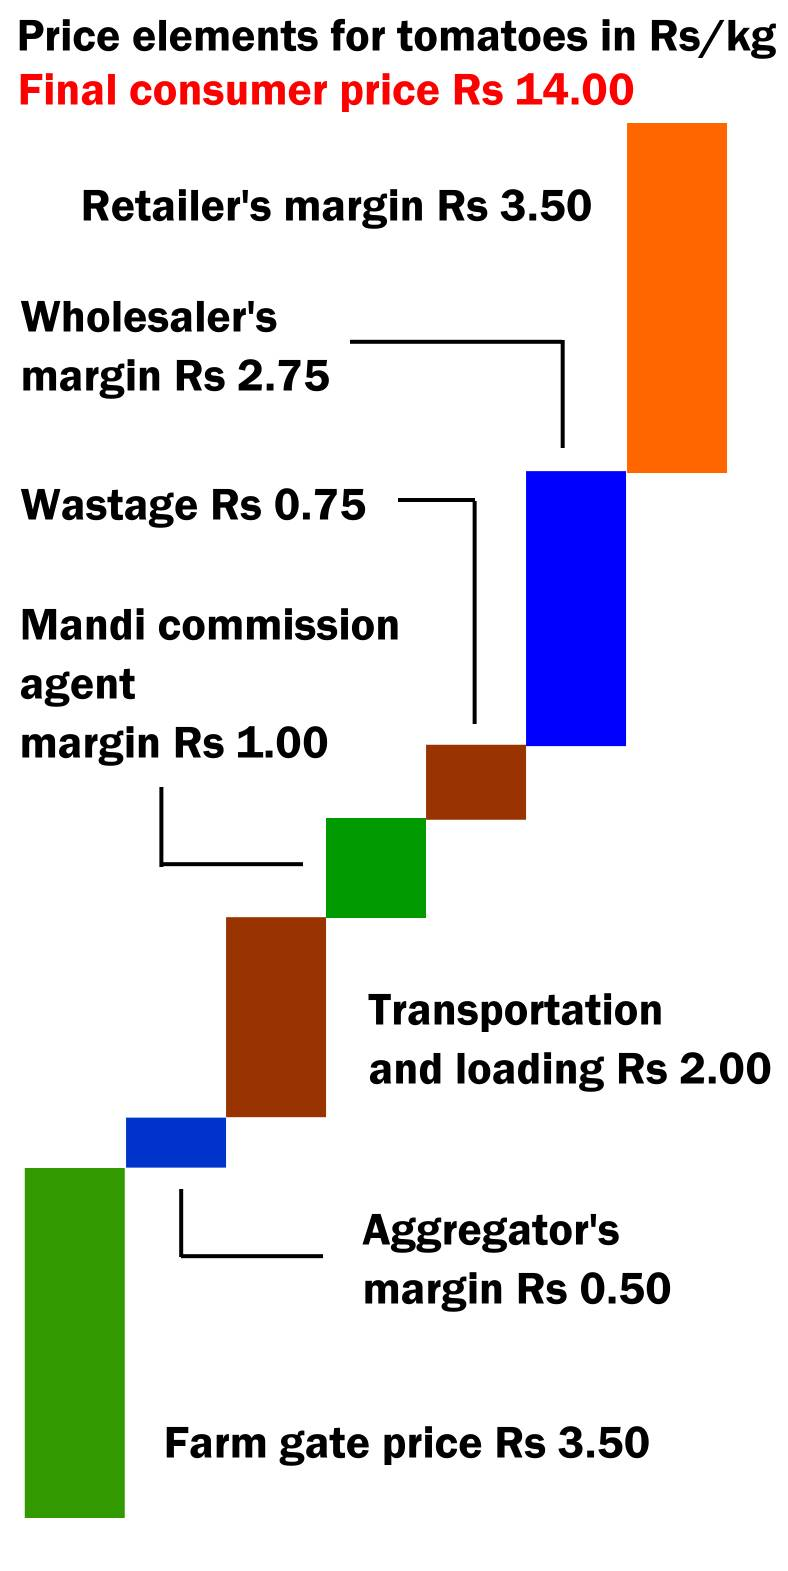 Price elements for tomatoes in Rs/kg
Final consumer price Rs 14.00
Retailer's margin Rs 3.50
Wholesaler's
margin Rs 2.75
Wastage Rs 0.75
Mandi commission
agent
margin Rs 1.00
Transportation
and loading Rs 2.00
Aggregator's
margin Rs 0.50
Farm gate price Rs 3.50